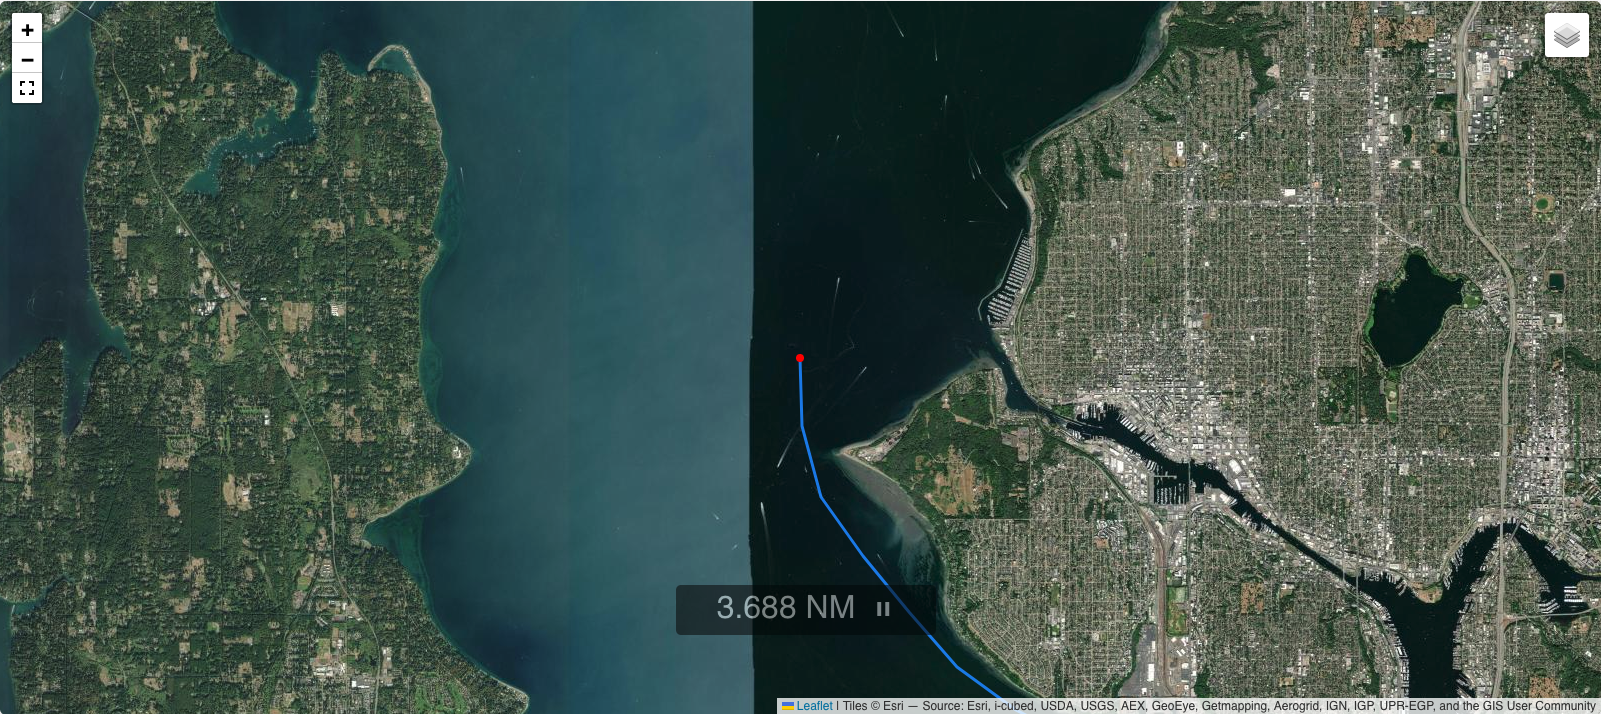 +
−
3.688 NM
Leaflet | Tiles © Esri — Source: Esri, i-cubed, USDA, USGS, AEX, GeoEye, Getmapping, Aerogrid, IGN, IGP, UPR-EGP, and the GIS User Community